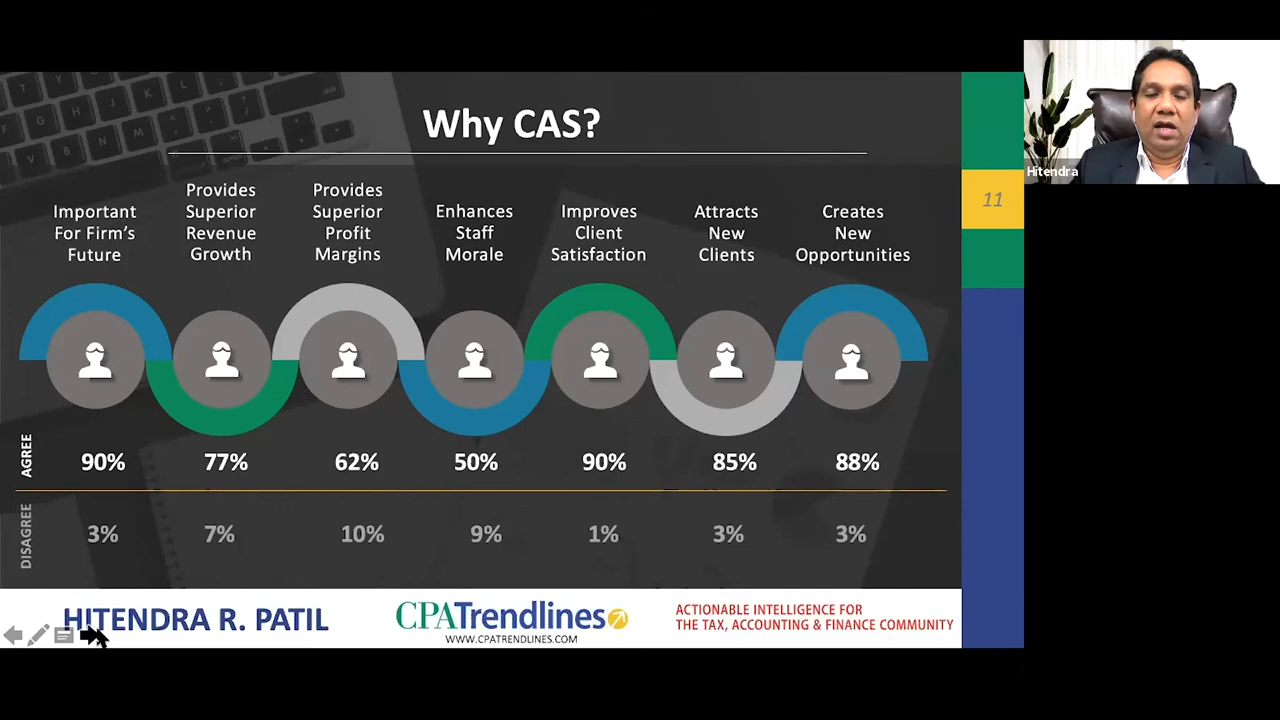 Why CAS?
Important
For Firm's
Future
Provides
Superior
Revenue
Growth
Provides
Superior
Profit
Margins
Enhances
Staff
Morale
Improves
Client
Satisfaction
Attracts
New
Clients
Creates
New
Opportunities
AGREE
90% 77% 62% 50% 90% 85% 88%
DISAGREE
3% 7% 10% 9% 1% 3% 3%
HITENDRA R. PATIL
CPATrendlines
WWW.CPATRENDLINES.COM
ACTIONABLE INTELLIGENCE FOR
THE TAX, ACCOUNTING & FINANCE COMMUNITY
11
Hitendra